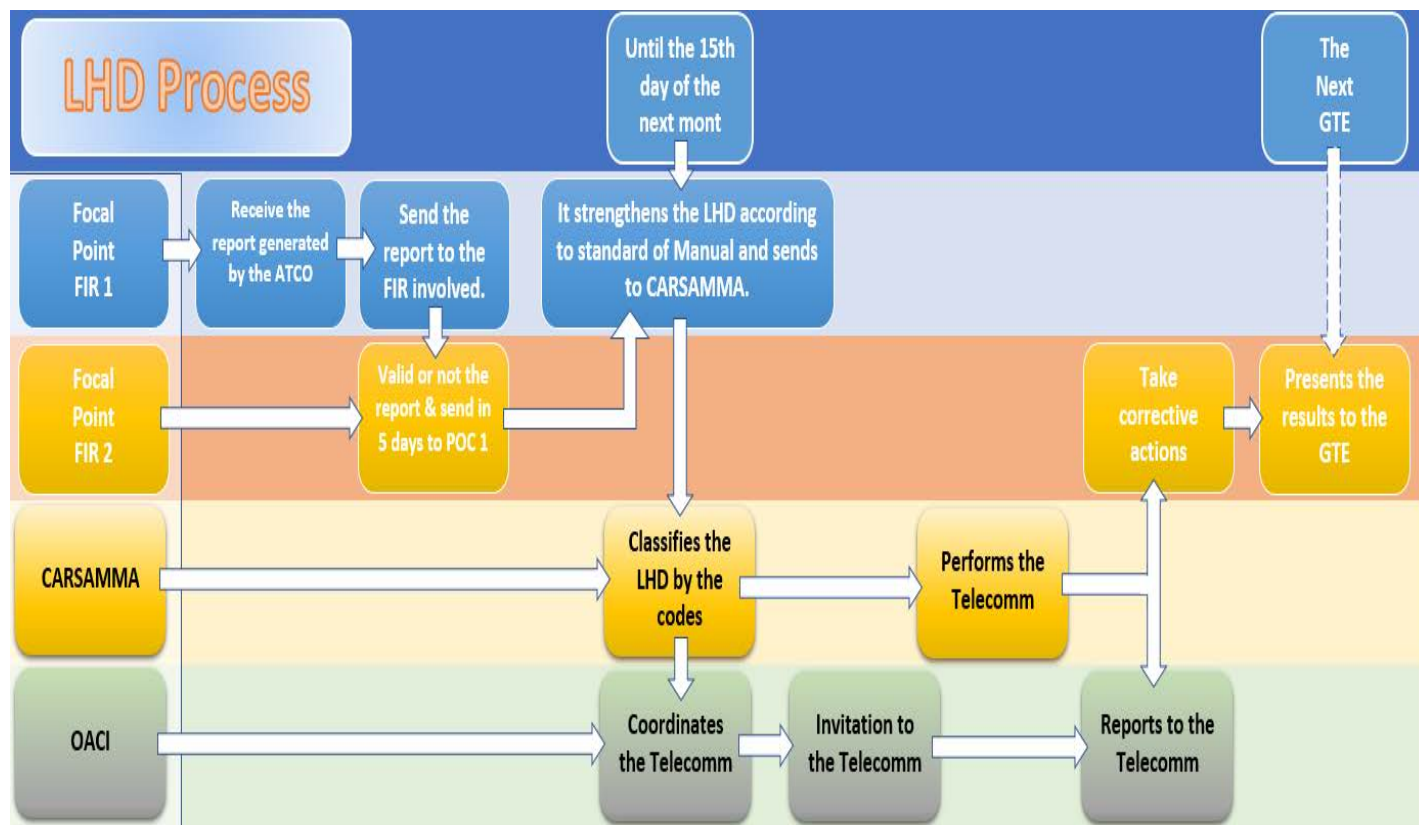 LHD Process
Until the 15th
day of the
next mont
The
Next
GTE
Focal
Point
FIR 1
Receive the
report generated
by the ATCO
Send the
report to the
FIR involved.
It strengthens the LHD according
to standard of Manual and sends
to CARSAMMA.
Focal
Point
FIR 2
Valid or not the
report & send in
5 days to POC 1
Take
corrective
actions
Presents the
results to the
GTE
CARSAMMA
Classifies the
LHD by the
codes
Performs the
Telecomm
OACI
Coordinates
the Telecomm
Invitation to
the Telecomm
Reports to the
Telecomm